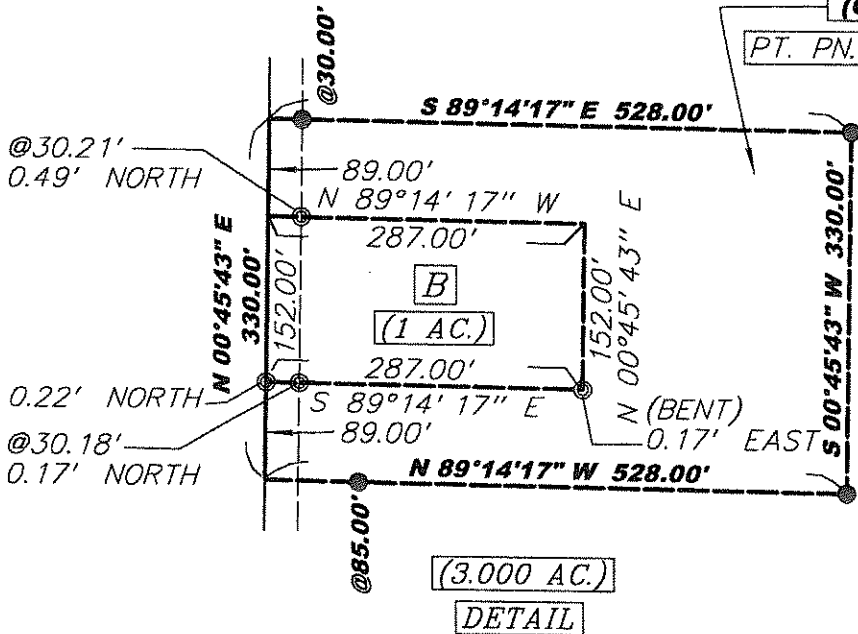 @30.00'
PT. PN.
S 89°14'17" E 528.00'
@30.21'
0.49' NORTH
89.00'
N 89°14' 17" W
287.00'
N 00°45'43" E
330.00'
152.00'
B
(1 AC.)
152.00'
N 00°45' 43" E
S 00°45'43" W 330.00'
287.00'
0.22' NORTH
S 89°14' 17" E
(BENT)
0.17' EAST
@30.18'
0.17' NORTH
89.00'
N 89°14'17" W 528.00'
@85.00'
(3.000 AC.)
DETAIL